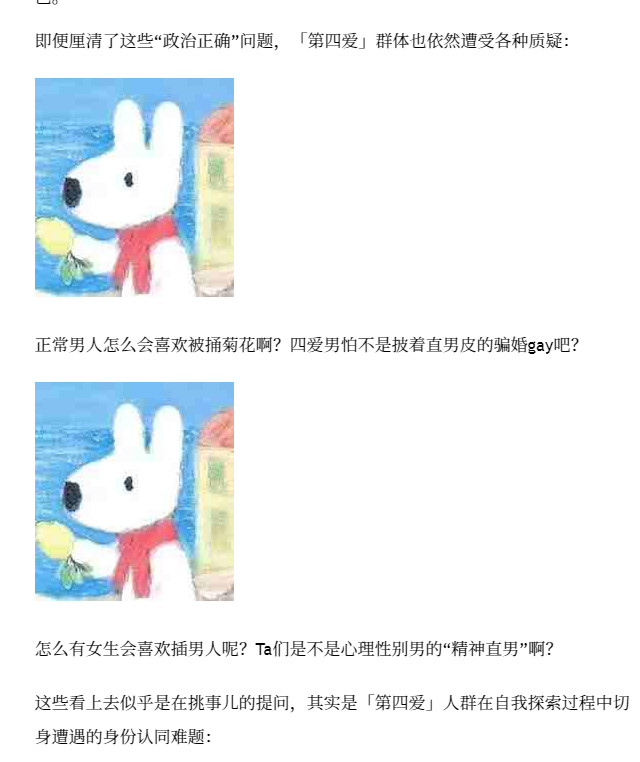 即便厘清了这些“政治正确”问题，「第四爱」群体也依然遭受各种质疑：
正常男人怎么会喜欢被捅菊花啊？四爱男怕不是披着直男皮的骗婚gay吧？
怎么有女生会喜欢插男人呢？Ta们是不是心理性别男的“精神直男”啊？
这些看上去似乎是在挑事儿的提问，其实是「第四爱」人群在自我探索过程中切
身遭遇的身份认同难题：